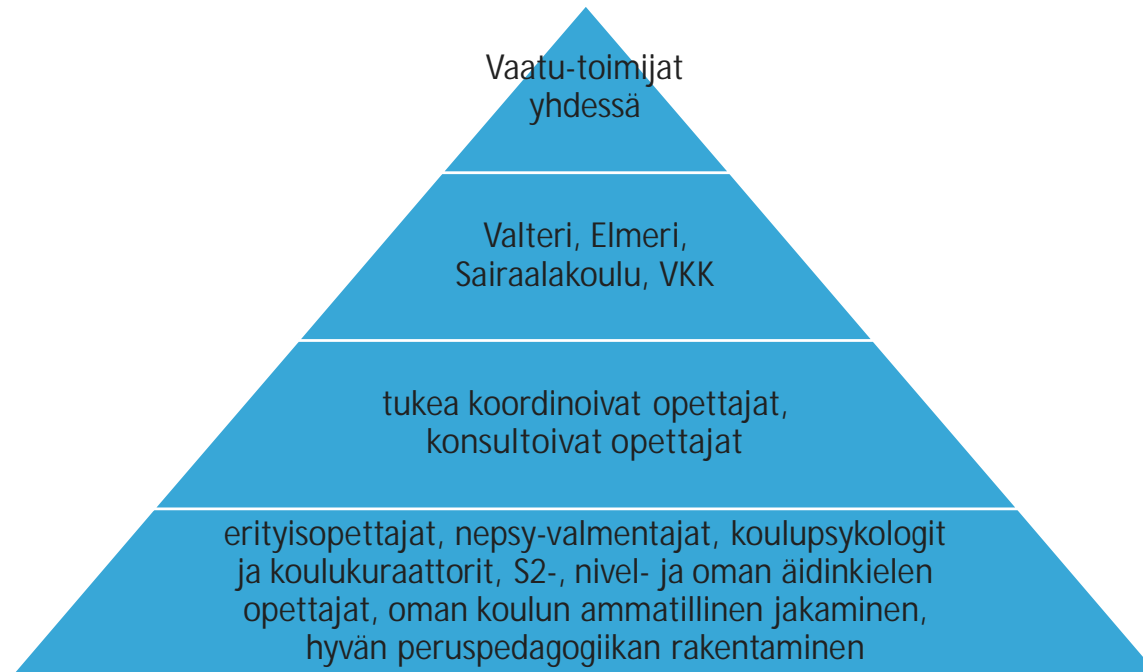 Vaatu-toimijat
yhdessä
Valteri, Elmeri,
Sairaalakoulu, VKK
tukea koordinoivat opettajat,
konsultoivat opettajat
erityisopettajat, nepsy-valmentajat, koulupsykologit
ja koulukuraattorit, S2-, nivel- ja oman äidinkielen
opettajat, oman koulun ammatillinen jakaminen,
hyvän peruspedagogiikan rakentaminen